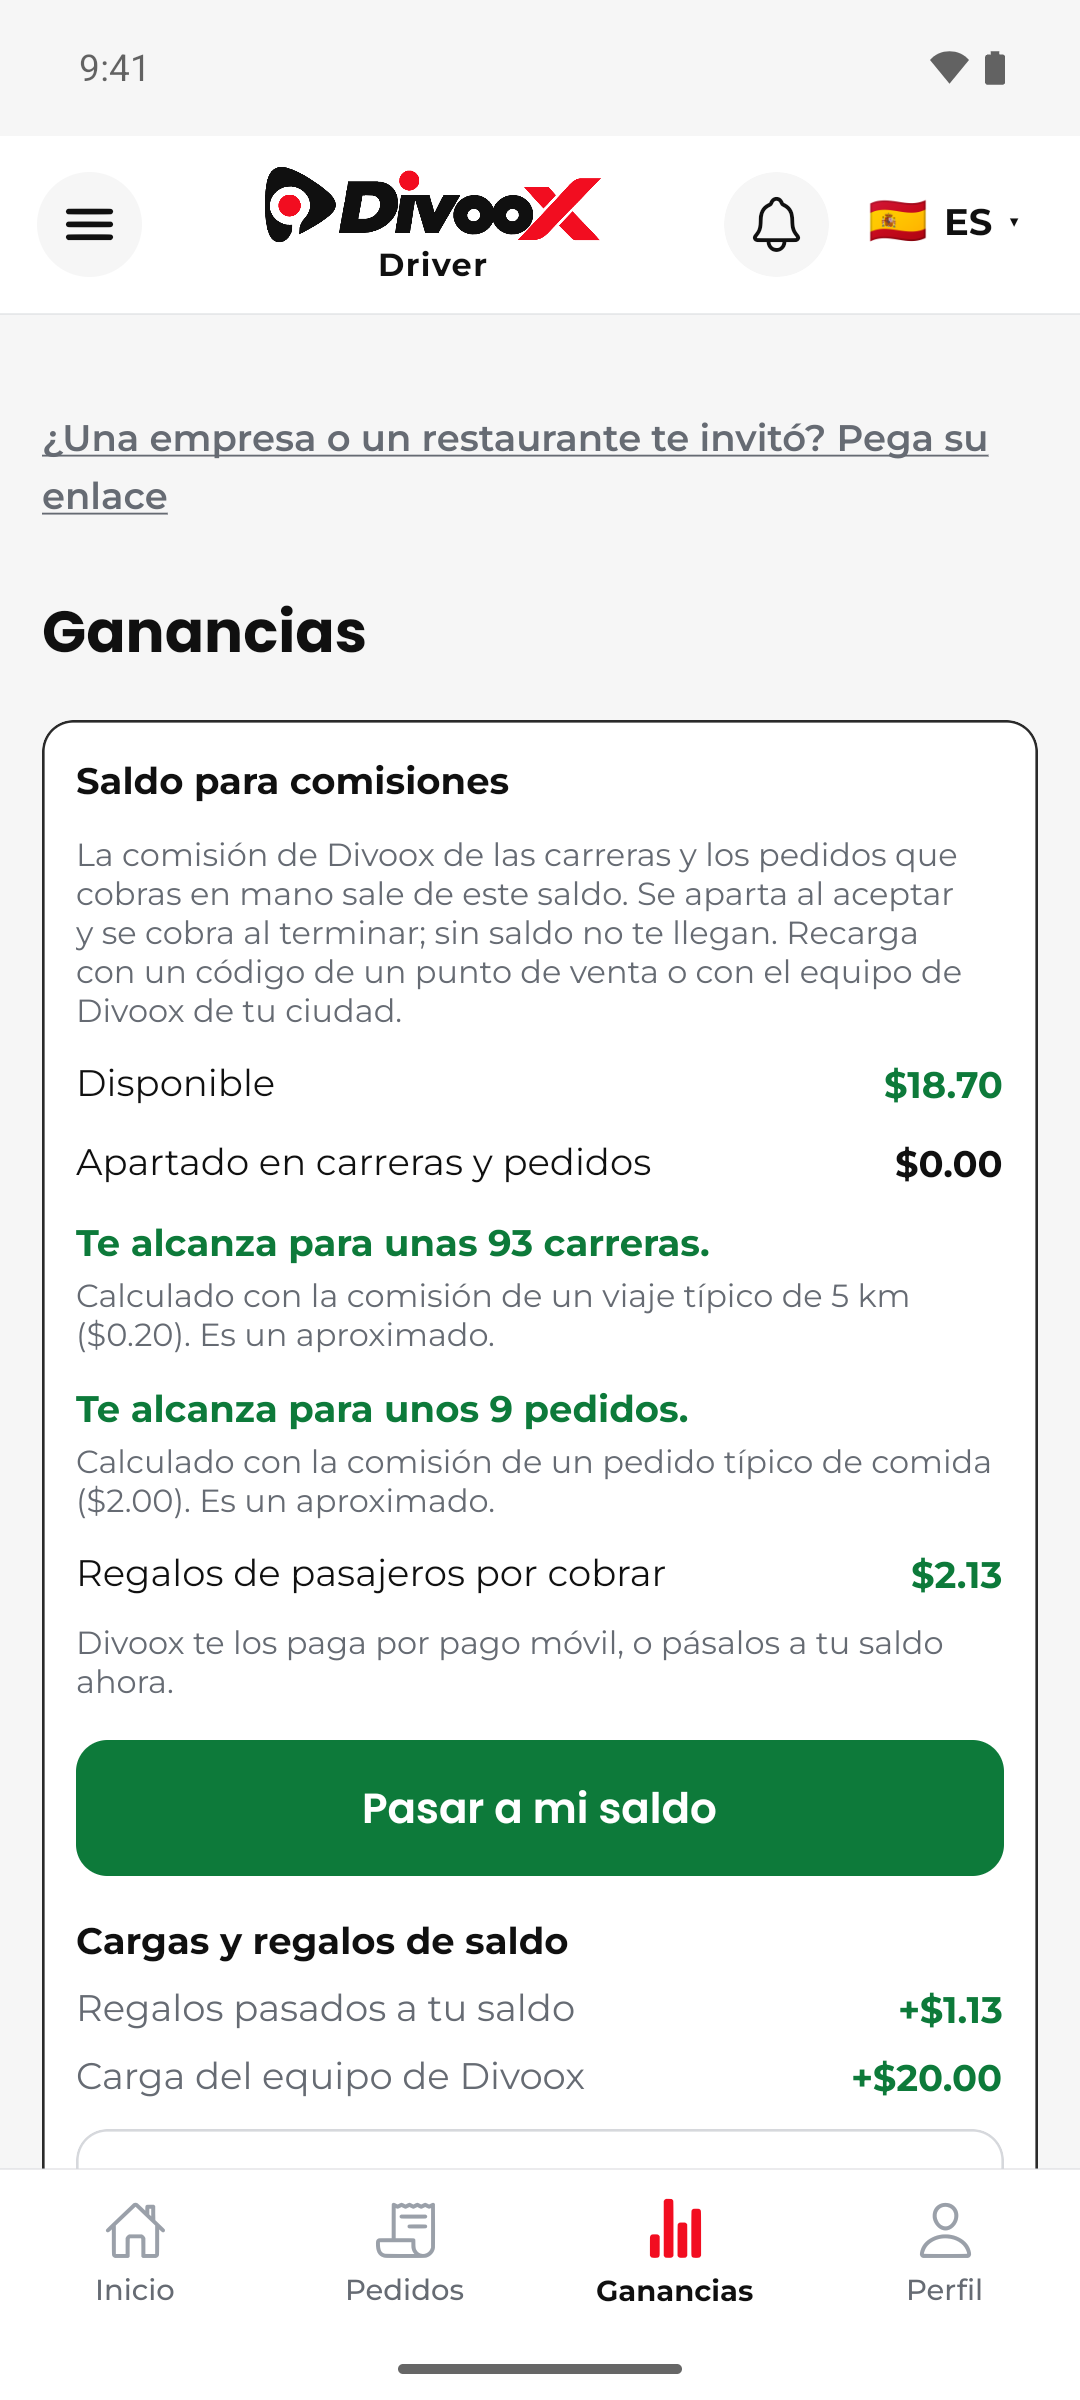 9:41
DivooX
Driver
ES
¿Una empresa o un restaurante te invitó? Pega su
enlace
Ganancias
Saldo para comisiones
La comisión de Divoox de las carreras y los pedidos que
cobras en mano sale de este saldo. Se aparta al aceptar
y se cobra al terminar; sin saldo no te llegan. Recarga
con un código de un punto de venta o con el equipo de
Divoox de tu ciudad.
Disponible $18.70
Apartado en carreras y pedidos $0.00
Te alcanza para unas 93 carreras.
Calculado con la comisión de un viaje típico de 5 km
($0.20). Es un aproximado.
Te alcanza para unos 9 pedidos.
Calculado con la comisión de un pedido típico de comida
($2.00). Es un aproximado.
Regalos de pasajeros por cobrar $2.13
Divoox te los paga por pago móvil, o pásalos a tu saldo
ahora.
Pasar a mi saldo
Cargas y regalos de saldo
Regalos pasados a tu saldo +$1.13
Carga del equipo de Divoox +$20.00
Inicio Pedidos Ganancias Perfil